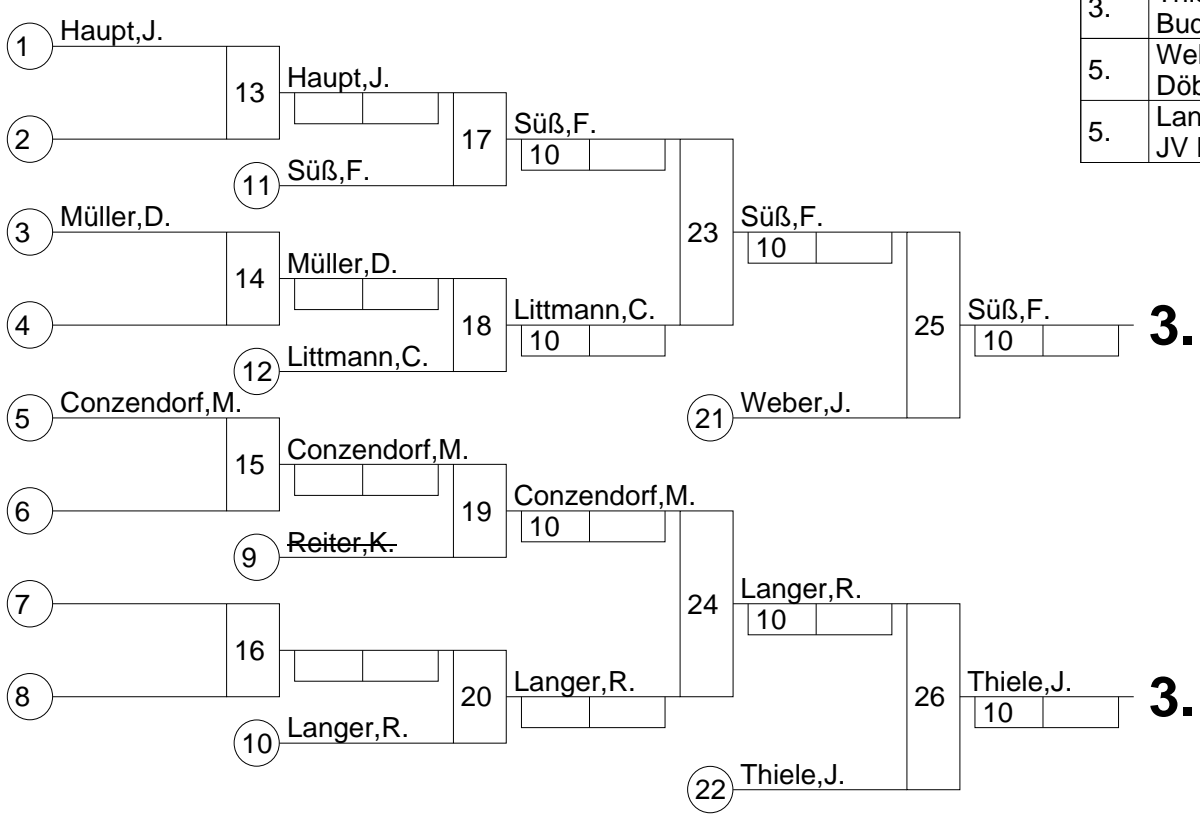 1 Haupt,J.
13 Haupt,J.
2
17 Süß,F.
10
11 Süß,F.
3 Müller,D.
23 Süß,F.
10
14 Müller,D.
4
18 Littmann,C.
10
25 Süß,F. 3.
10
12 Littmann,C.
5 Conzendorf,M.
21 Weber,J.
15 Conzendorf,M.
6
19 Conzendorf,M.
10
9 Reiter,K.
7
24 Langer,R.
10
16
8
20 Langer,R.
26 Thiele,J. 3.
10
10 Langer,R.
22 Thiele,J.
3.
5.
5.
JV